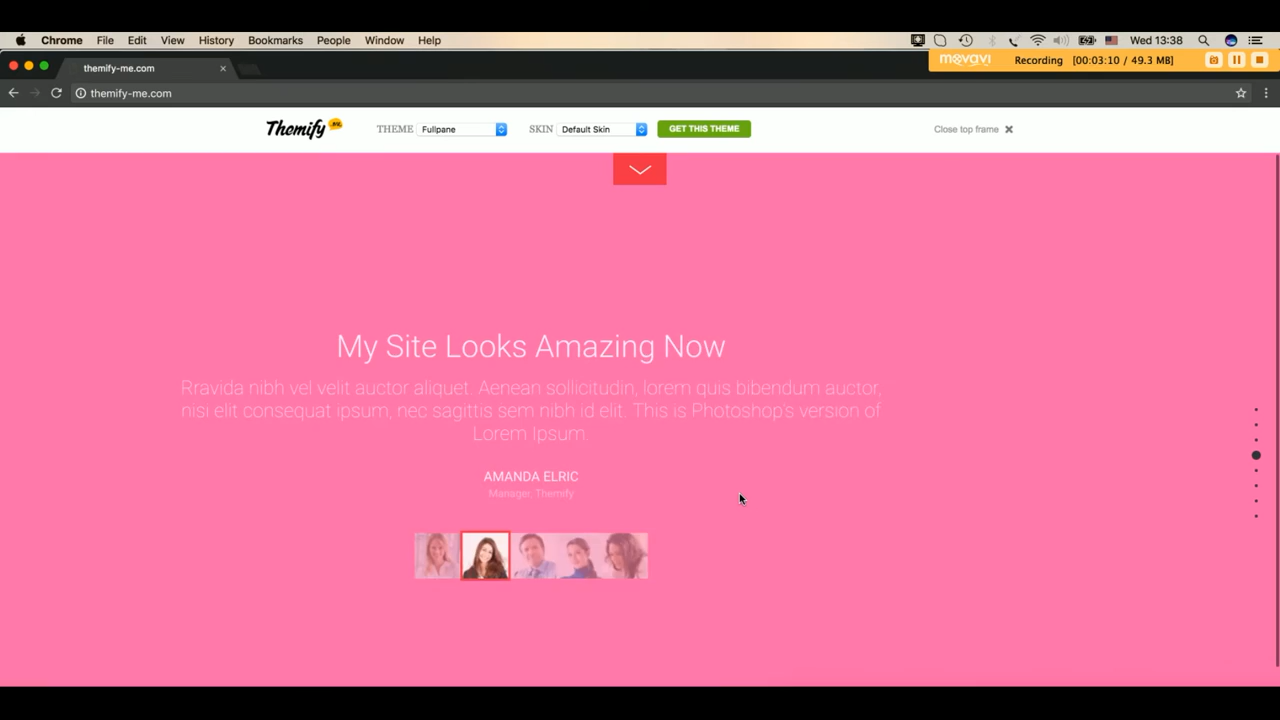 Chrome File Edit View History Bookmarks People Window Help Wed 13:38
themify-me.com
movavi Recording [00:03:10 / 49.3 MB]
themify-me.com
Themify THEME Fullpane SKIN Default Skin GET THIS THEME Close top frame
My Site Looks Amazing Now
Rravida nibh vel velit auctor aliquet. Aenean sollicitudin, lorem quis bibendum auctor,
nisi elit consequat ipsum, nec sagittis sem nibh id elit. This is Photoshop's version of
Lorem Ipsum.
AMANDA ELRIC
Manager, Themify